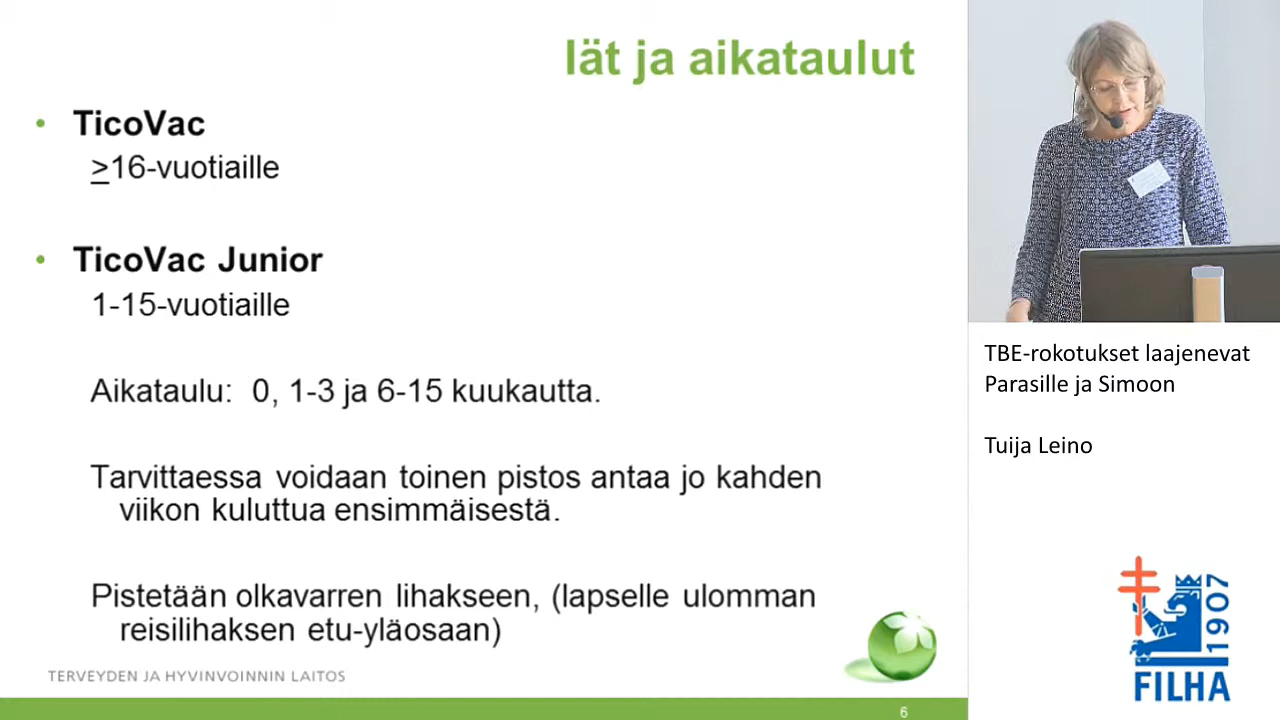 Iät ja aikataulut
• TicoVac
>16-vuotiaille
• TicoVac Junior
1-15-vuotiaille
Aikataulu: 0, 1-3 ja 6-15 kuukautta.
Tarvittaessa voidaan toinen pistos antaa jo kahden
viikon kuluttua ensimmäisestä.
Pistetään olkavarren lihakseen, (lapselle ulomman
reisilihaksen etu-yläosaan)
TERVEYDEN JA HYVINVOINNIN LAITOS
6
TBE-rokotukset laajenevat
Parasille ja Simoon
Tuija Leino
1907
FILHA